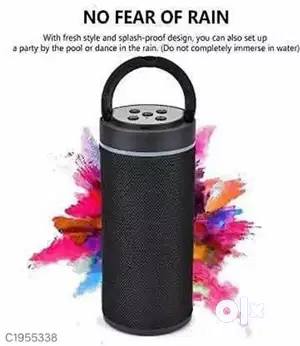 NO FEAR OF RAIN
With fresh style and splash-proof design, you can also set up
a party by the pool or dance in the rain. (Do not completely immerse in water)
olx
C1955338